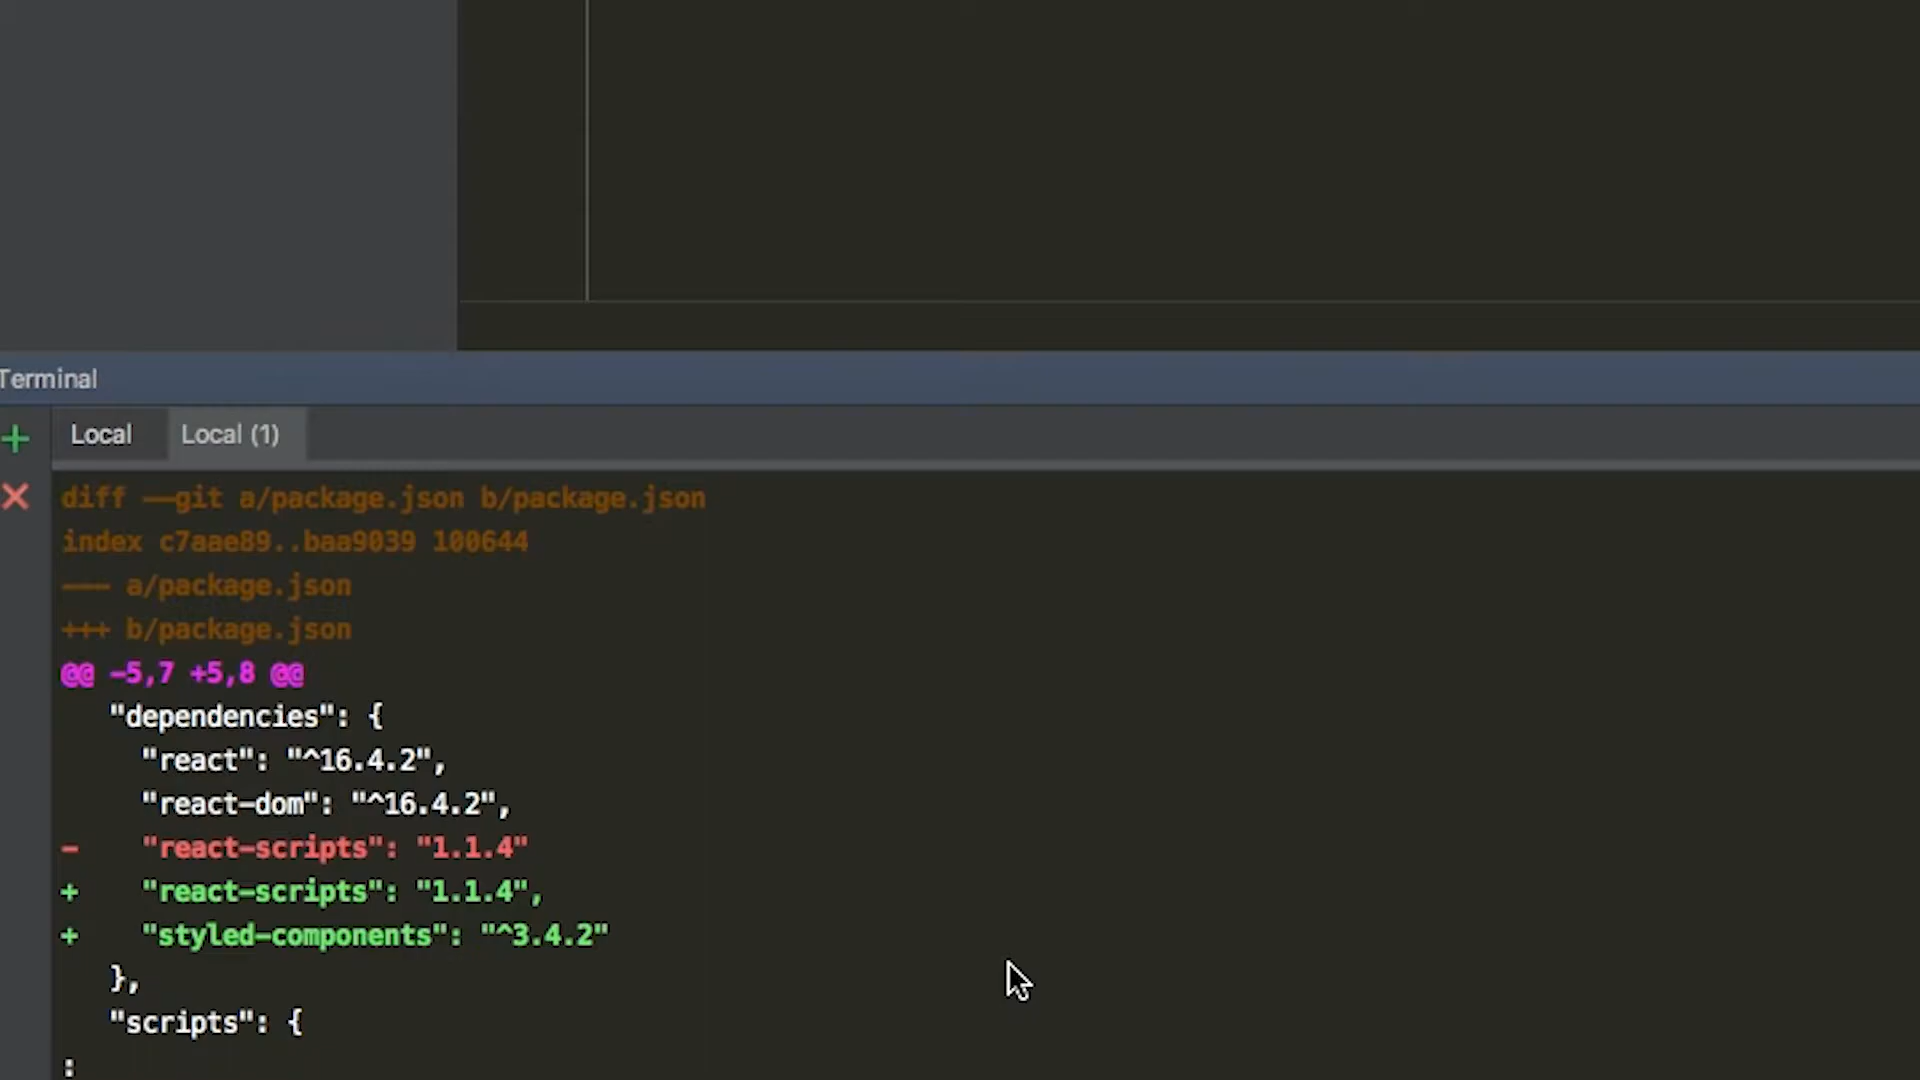 Terminal
Local
Local (1)
diff --git a/package.json b/package.json
index c7aae89..baa9039 100644
--- a/package.json
+++ b/package.json
@@ -5,7 +5,8 @@
"dependencies": {
"react": "^16.4.2",
"react-dom": "^16.4.2",
- "react-scripts": "1.1.4"
+ "react-scripts": "1.1.4",
+ "styled-components": "^3.4.2"
},
"scripts": {
: